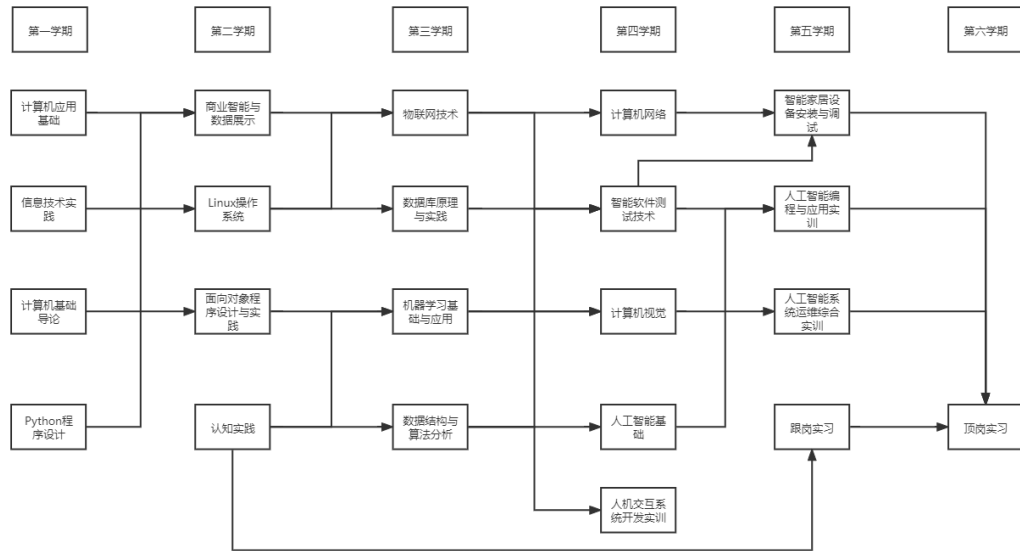 第一学期
第二学期
第三学期
第四学期
第五学期
第六学期
计算机应用
基础
商业智能与
数据展示
物联网技术
计算机网络
智能家居设
备安装与调
试
信息技术实
践
Linux操作
系统
数据库原理
与实践
智能软件测
试技术
人工智能编
程与应用实
训
计算机基础
导论
面向对象程
序设计与实
践
机器学习基
础与应用
计算机视觉
人工智能系
统运维综合
实训
Python程
序设计
认知实践
数据结构与
算法分析
人工智能基
础
跟岗实习
顶岗实习
人机交互系
统开发实训